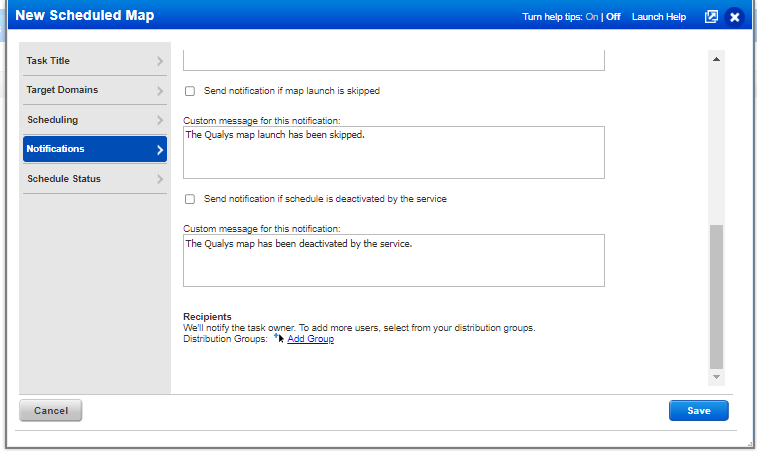 New Scheduled Map
Turn help tips: On | Off Launch Help
Task Title
Target Domains
Scheduling
Notifications
Schedule Status
Send notification if map launch is skipped
Custom message for this notification:
The Qualys map launch has been skipped.
Send notification if schedule is deactivated by the service
Custom message for this notification:
The Qualys map has been deactivated by the service.
Recipients
We'll notify the task owner. To add more users, select from your distribution groups.
Distribution Groups: Add Group
Cancel
Save